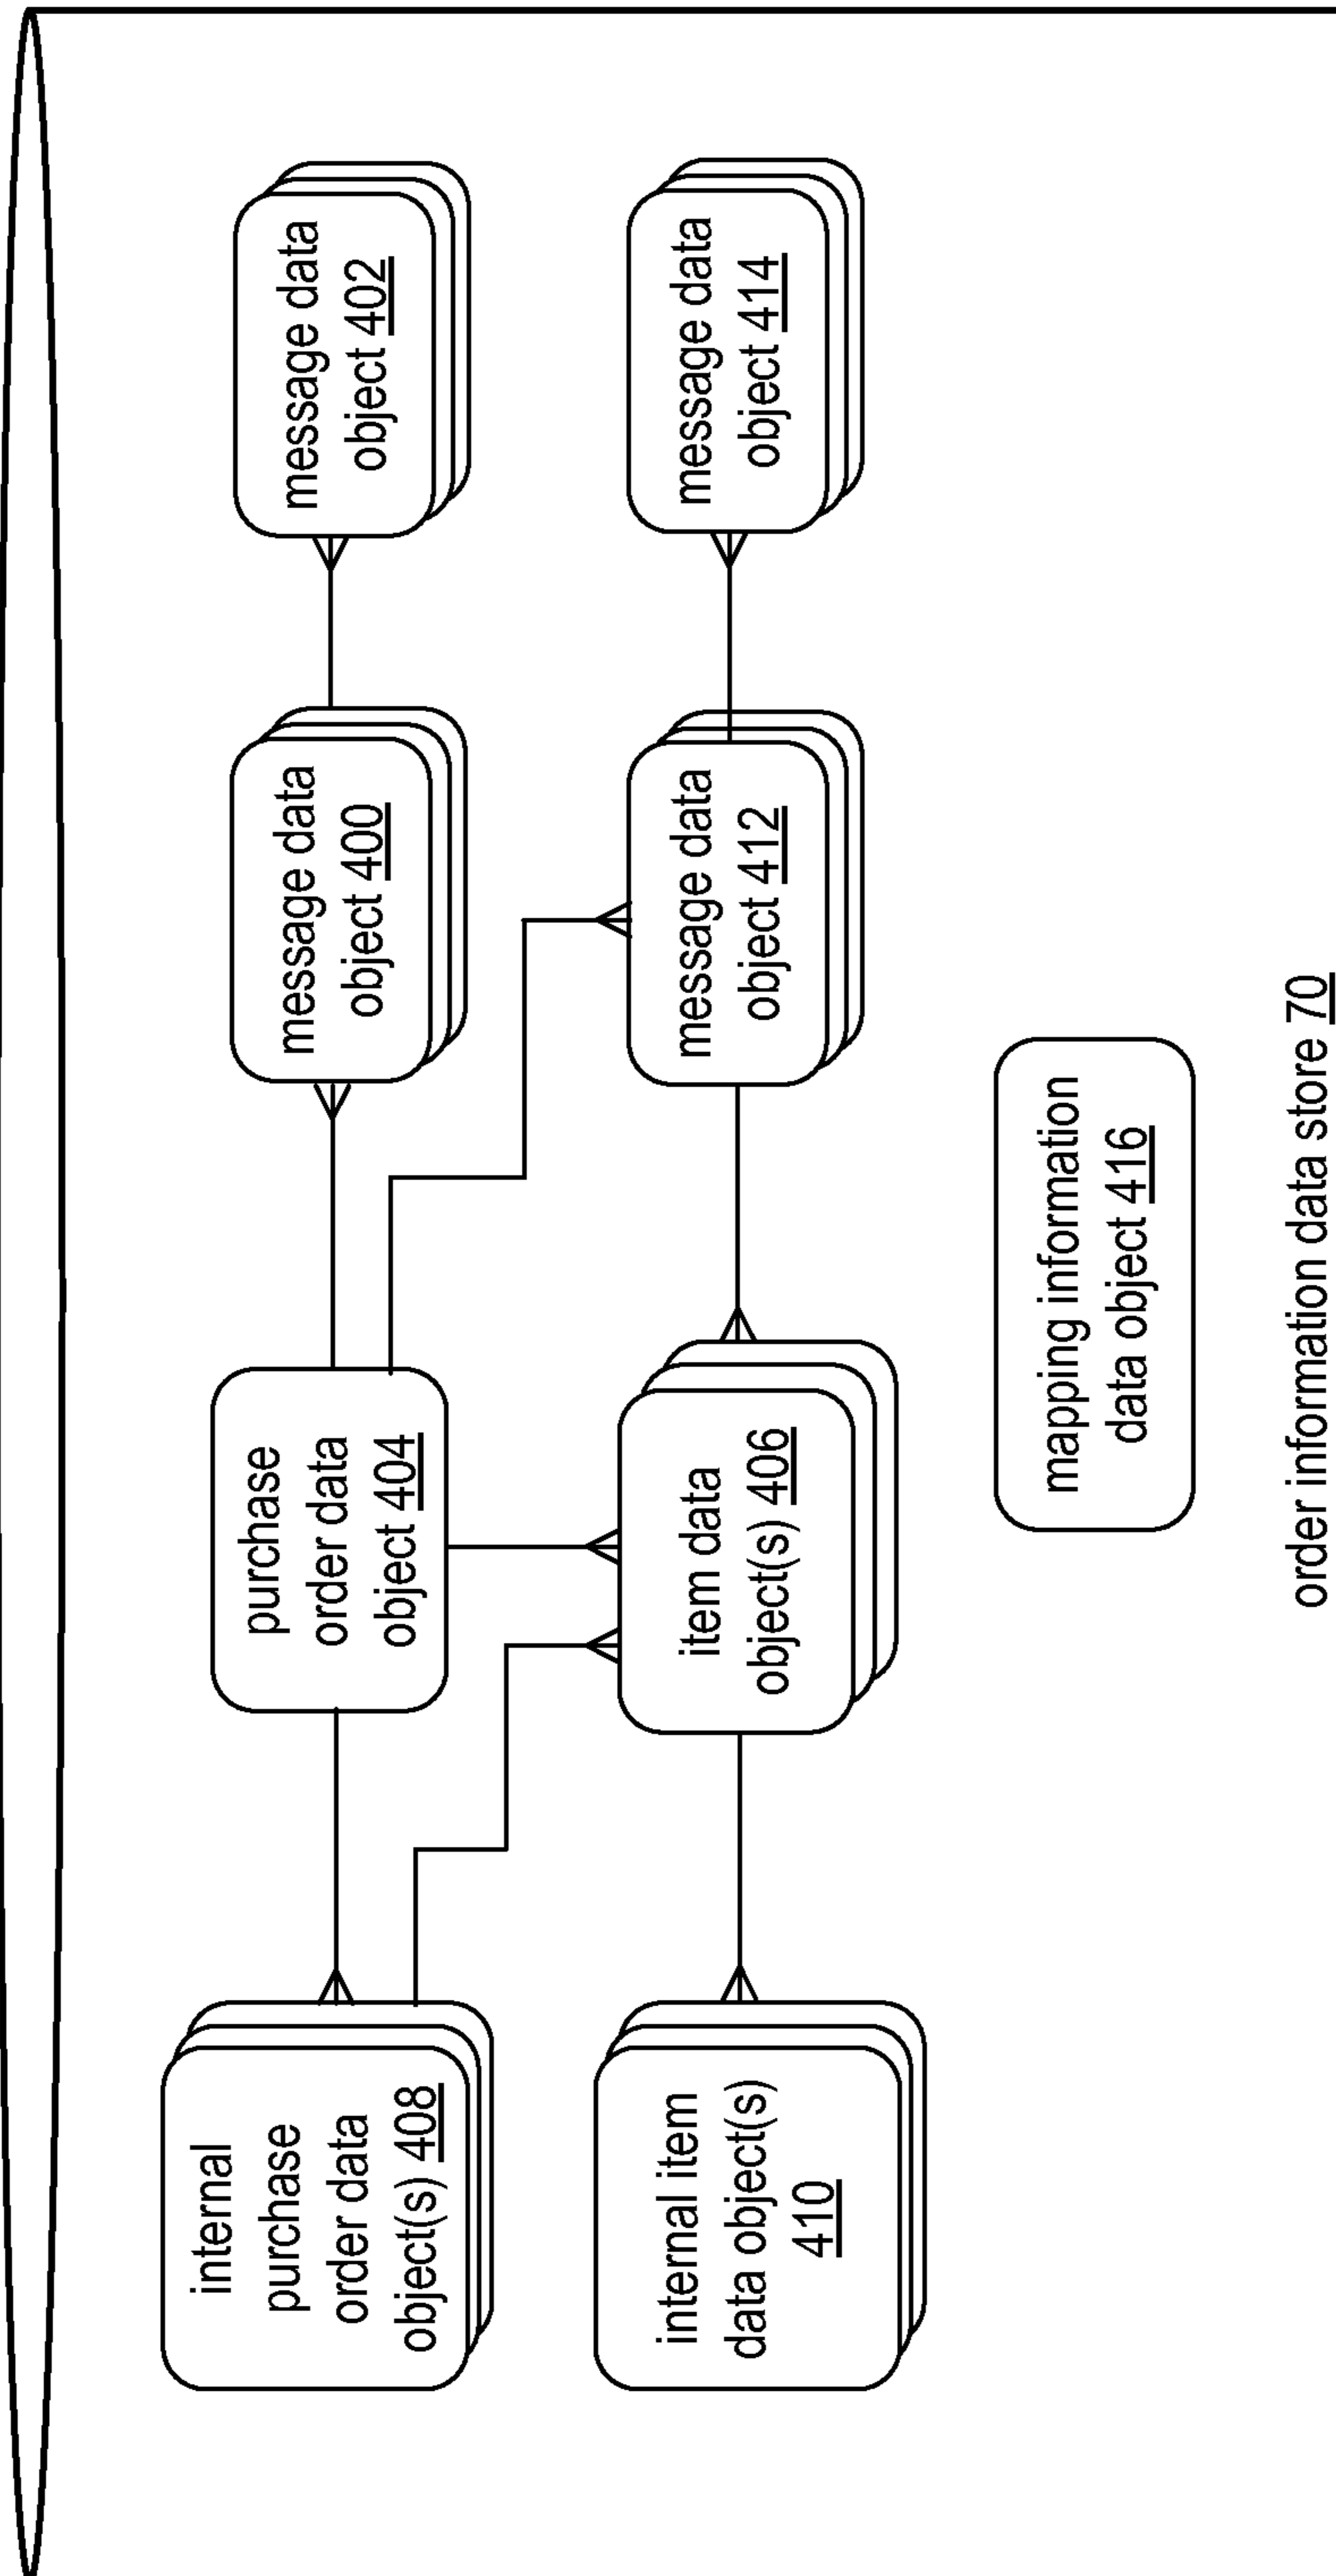 internal
purchase
order data
object(s) 408
purchase
order data
object 404
message data
object 400
message data
object 402
internal item
data object(s)
410
item data
object(s) 406
message data
object 412
message data
object 414
mapping information
data object 416
order information data store 70